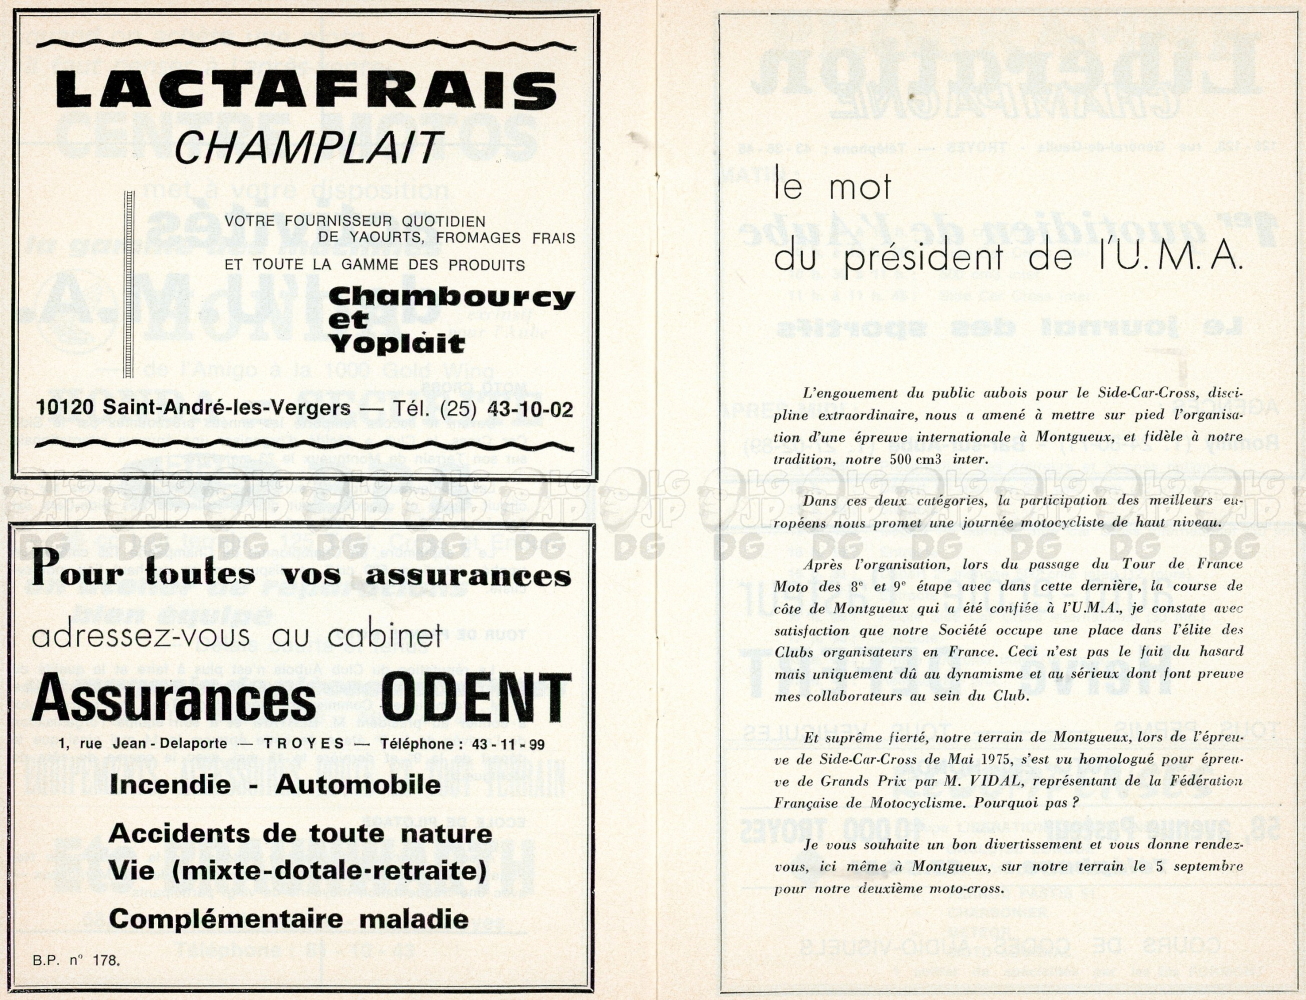 LACTAFRAIS
CHAMPLAIT
VOTRE FOURNISSEUR QUOTIDIEN
DE YAOURTS, FROMAGES FRAIS
ET TOUTE LA GAMME DES PRODUITS
Chambourcy
et
Yoplait
10120 Saint-André-les-Vergers — Tél. (25) 43-10-02
Pour toutes vos assurances
adressez-vous au cabinet
Assurances ODENT
1, rue Jean-Delaporte — TROYES — Téléphone : 43-11-99
Incendie - Automobile
Accidents de toute nature
Vie (mixte-dotale-retraite)
Complémentaire maladie
B.P. n° 178.
le mot
du président de l'U.M.A.
L'engouement du public aubois pour le Side-Car-Cross, disci-
pline extraordinaire, nous a amené à mettre sur pied l'organisa-
tion d'une épreuve internationale à Montgueux, et fidèle à notre
tradition, notre 500 cm3 inter.
Dans ces deux catégories, la participation des meilleurs eu-
ropéens nous promet une journée motocycliste de haut niveau.
Après l'organisation, lors du passage du Tour de France
Moto des 8e et 9e étape avec dans cette dernière, la course de
côte de Montgueux qui a été confiée à l'U.M.A., je constate avec
satisfaction que notre Société occupe une place dans l'élite des
Clubs organisateurs en France. Ceci n'est pas le fait du hasard
mais uniquement dû au dynamisme et au sérieux dont font preuve
mes collaborateurs au sein du Club.
Et suprême fierté, notre terrain de Montgueux, lors de l'épreu-
ve de Side-Car-Cross de Mai 1975, s'est vu homologué pour épreu-
ve de Grands Prix par M. VIDAL, représentant de la Fédération
Française de Motocyclisme. Pourquoi pas ?
Je vous souhaite un bon divertissement et vous donne rendez-
vous, ici même à Montgueux, sur notre terrain le 5 septembre
pour notre deuxième moto-cross.